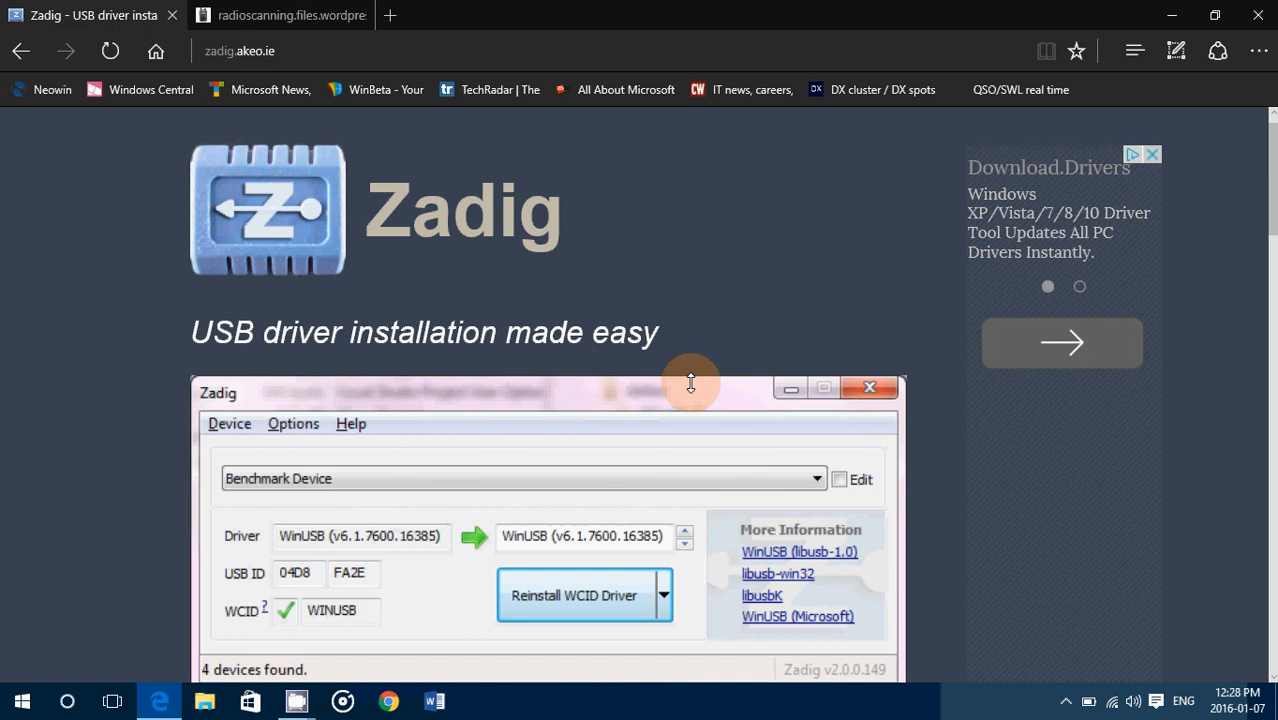 Zadig - USB driver insta
radioscanning.files.wordpres
zadig.akeo.ie
Neowin
Windows Central
Microsoft News,
WinBeta - Your
TechRadar | The
All About Microsoft
IT news, careers,
DX cluster / DX spots
QSO/SWL real time
Z
Zadig
USB driver installation made easy
Download.Drivers
Windows
XP/Vista/7/8/10 Driver
Tool Updates All PC
Drivers Instantly.
Zadig
Device Options Help
Benchmark Device
Edit
Driver WinUSB (v6.1.7600.16385) WinUSB (v6.1.7600.16385)
USB ID 04D8 FA2E
WCID ? WINUSB
Reinstall WCID Driver
More Information
WinUSB (libusb-1.0)
libusb-win32
libusbK
WinUSB (Microsoft)
4 devices found.
Zadig v2.0.0.149
ENG
12:28 PM
2016-01-07